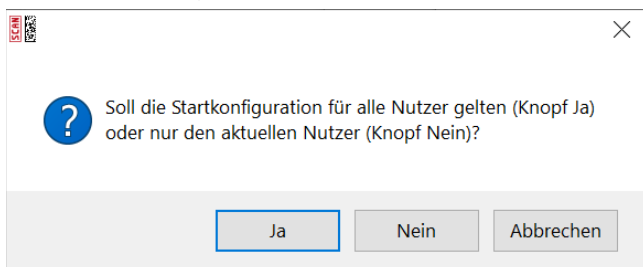 SCAN
Soll die Startkonfiguration für alle Nutzer gelten (Knopf Ja)
oder nur den aktuellen Nutzer (Knopf Nein)?
Ja
Nein
Abbrechen